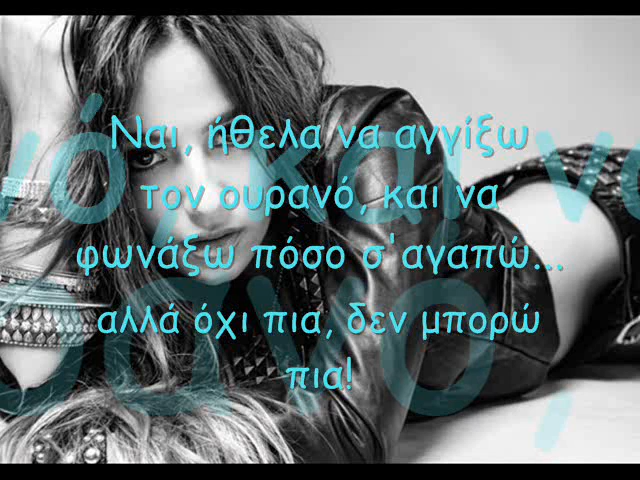 Ναι, ήθελα να αγγίξω
τον ουρανό, και να
φωνάξω πόσο σ'αγαπώ...
αλλά όχι πια, δεν μπορώ
πια!